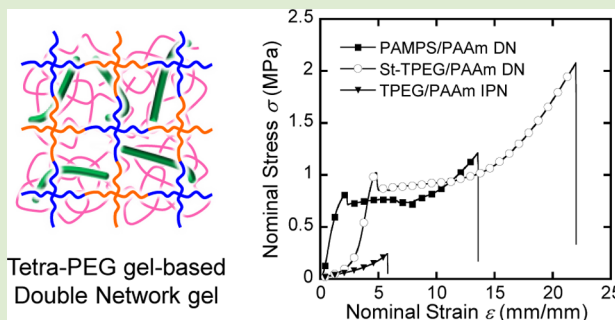 Tetra-PEG gel-based
Double Network gel
Nominal Stress σ (MPa)
2.5
2
1.5
1
0.5
0
PAMPS/PAAm DN
St-TPEG/PAAm DN
TPEG/PAAm IPN
0 5 10 15 20 25
Nominal Strain ε (mm/mm)